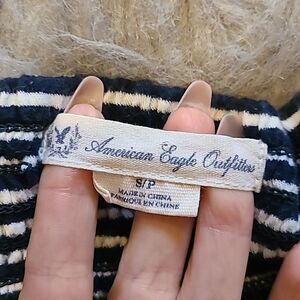 American Eagle Outfitters
S/P
MADE IN CHINA
FABRIQUÉ EN CHINE